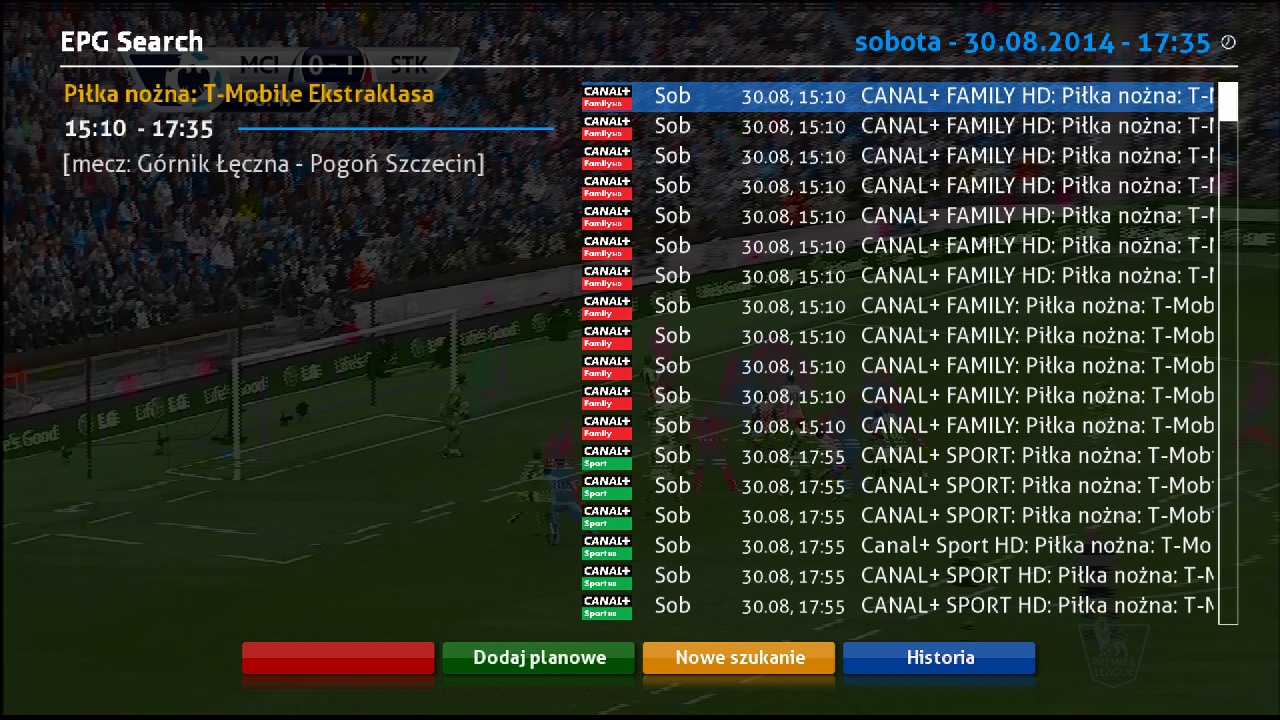 EPG Search
sobota - 30.08.2014 - 17:35
MCI 0 - 1 STK
Piłka nożna: T-Mobile Ekstraklasa
15:10 - 17:35
[mecz: Górnik Łęczna - Pogoń Szczecin]
CANAL+ Family HD Sob 30.08, 15:10 CANAL+ FAMILY HD: Piłka nożna: T-
CANAL+ Family HD Sob 30.08, 15:10 CANAL+ FAMILY HD: Piłka nożna: T-
CANAL+ Family HD Sob 30.08, 15:10 CANAL+ FAMILY HD: Piłka nożna: T-
CANAL+ Family HD Sob 30.08, 15:10 CANAL+ FAMILY HD: Piłka nożna: T-
CANAL+ Family HD Sob 30.08, 15:10 CANAL+ FAMILY HD: Piłka nożna: T-
CANAL+ Family HD Sob 30.08, 15:10 CANAL+ FAMILY HD: Piłka nożna: T-
CANAL+ Family HD Sob 30.08, 15:10 CANAL+ FAMILY HD: Piłka nożna: T-
CANAL+ Family Sob 30.08, 15:10 CANAL+ FAMILY: Piłka nożna: T-Mob
CANAL+ Family Sob 30.08, 15:10 CANAL+ FAMILY: Piłka nożna: T-Mob
CANAL+ Family Sob 30.08, 15:10 CANAL+ FAMILY: Piłka nożna: T-Mob
CANAL+ Family Sob 30.08, 15:10 CANAL+ FAMILY: Piłka nożna: T-Mob
CANAL+ Family Sob 30.08, 15:10 CANAL+ FAMILY: Piłka nożna: T-Mob
CANAL+ Sport Sob 30.08, 17:55 CANAL+ SPORT: Piłka nożna: T-Mob
CANAL+ Sport Sob 30.08, 17:55 CANAL+ SPORT: Piłka nożna: T-Mob
CANAL+ Sport Sob 30.08, 17:55 CANAL+ SPORT: Piłka nożna: T-Mob
CANAL+ Sport HD Sob 30.08, 17:55 Canal+ Sport HD: Piłka nożna: T-Mo
CANAL+ Sport HD Sob 30.08, 17:55 CANAL+ SPORT HD: Piłka nożna: T-
CANAL+ Sport HD Sob 30.08, 17:55 CANAL+ SPORT HD: Piłka nożna: T-
Life's Good LG Life's Good
Dodaj planowe Nowe szukanie Historia
PREMIER LEAGUE